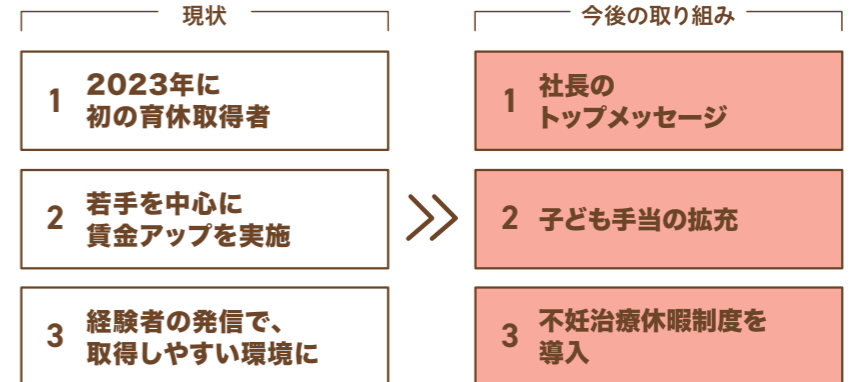 現状
1
2023年に
初の育休取得者
2
若手を中心に
賃金アップを実施
3
経験者の発信で、
取得しやすい環境に
今後の取り組み
1
社長の
トップメッセージ
2
子ども手当の拡充
3
不妊治療休暇制度を
導入